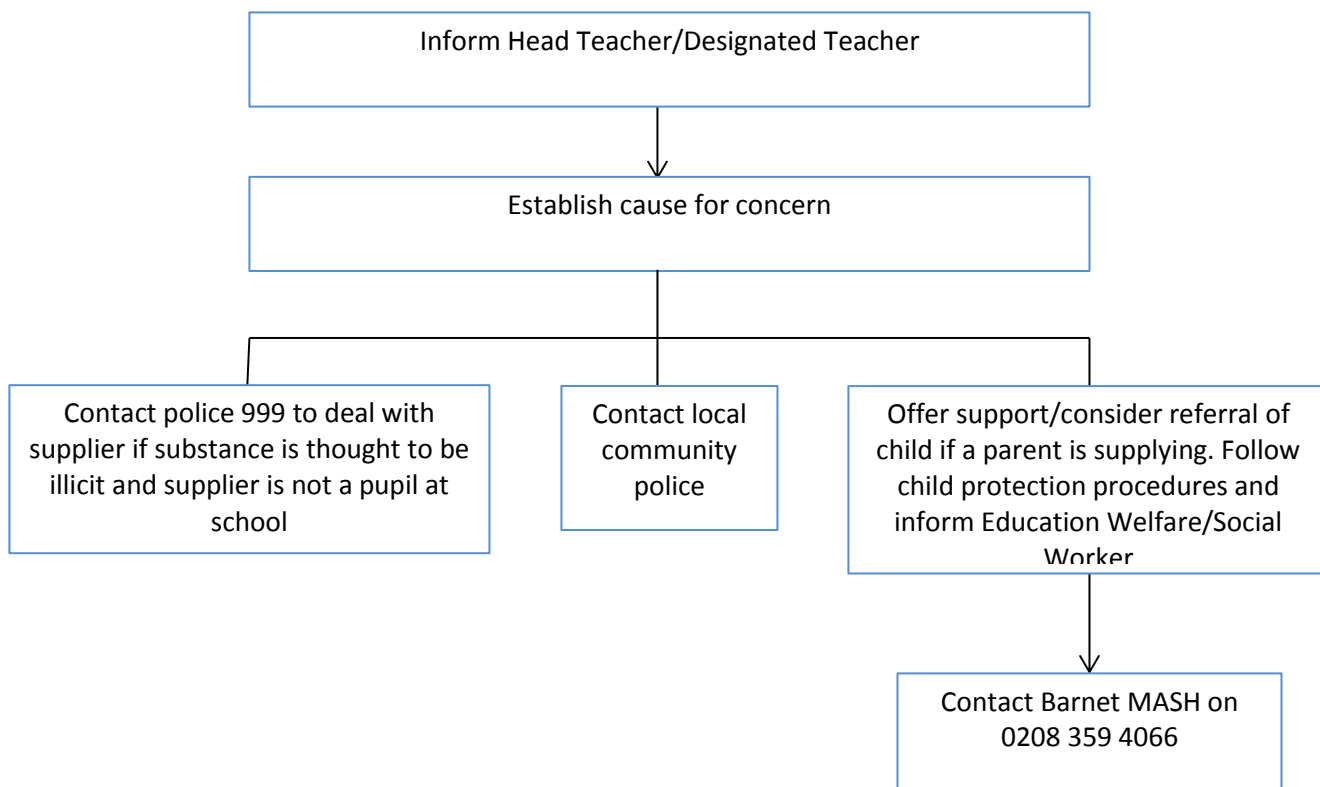 Inform Head Teacher/Designated Teacher
Establish cause for concern
Contact police 999 to deal with
supplier if substance is thought to be
illicit and supplier is not a pupil at
school
Contact local
community
police
Offer support/consider referral of
child if a parent is supplying. Follow
child protection procedures and
inform Education Welfare/Social
Worker
Contact Barnet MASH on
0208 359 4066